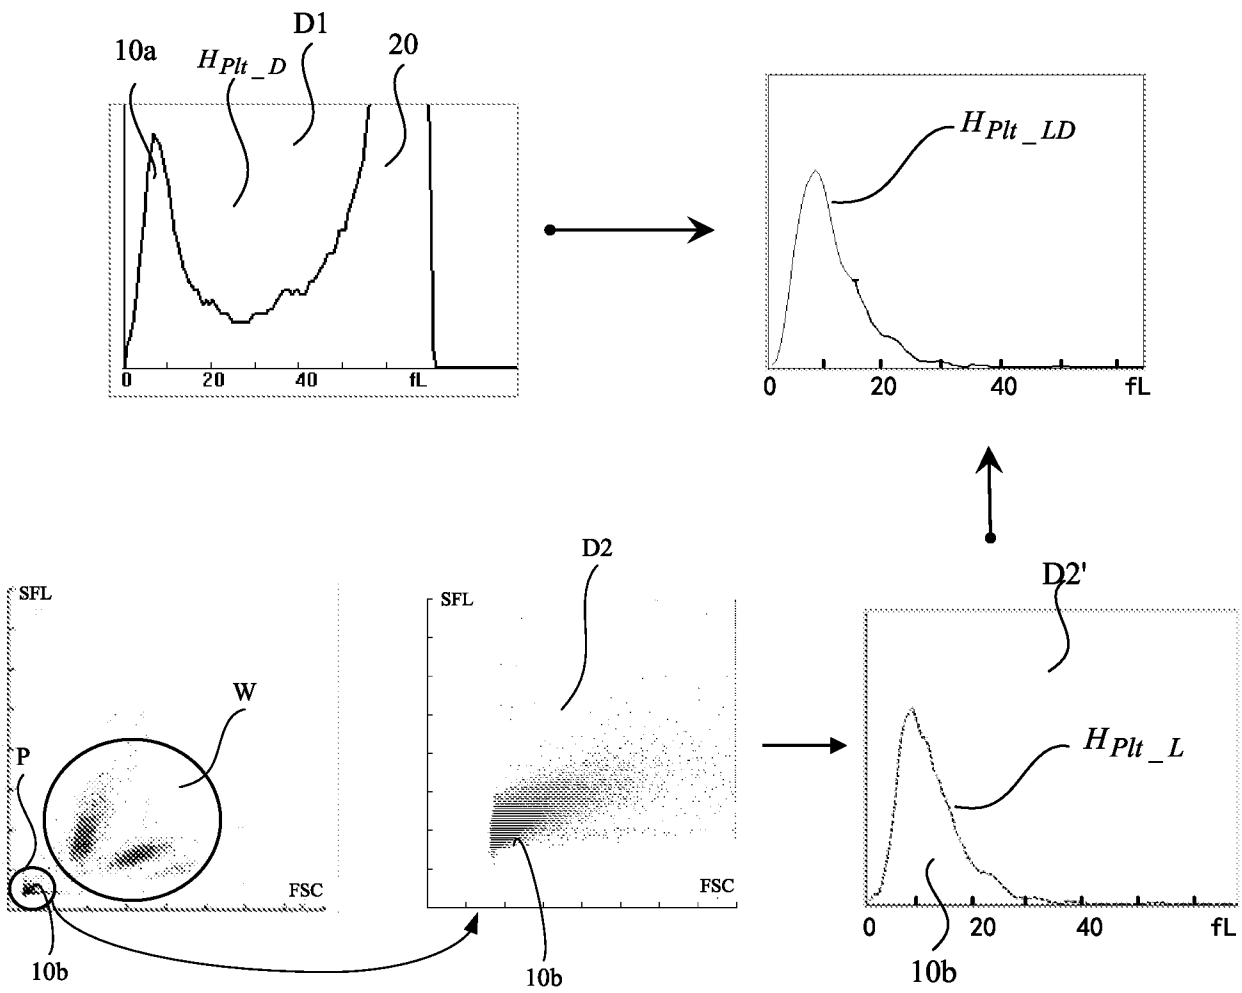 10a
H_Plt_D
D1
20
0 20 40 fL
H_Plt_LD
0 20 40 fL
SFL
W
P
FSC
10b
D2
SFL
FSC
10b
D2'
H_Plt_L
0 20 40 fL
10b